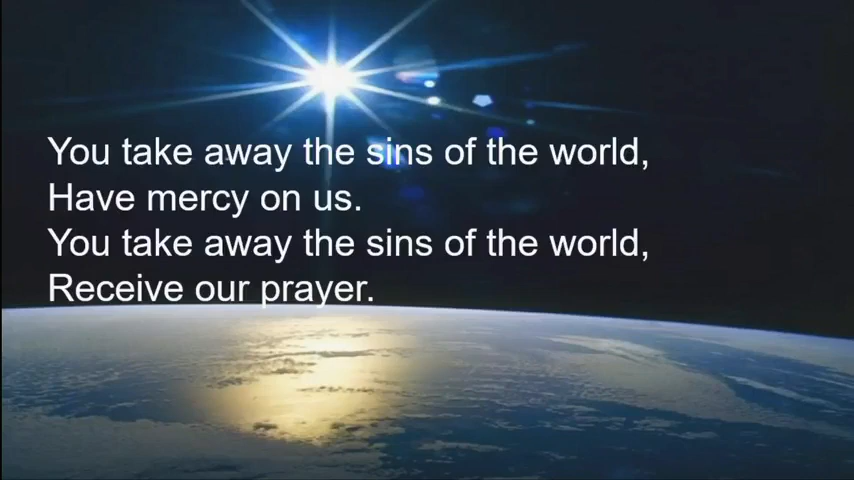 You take away the sins of the world,
Have mercy on us.
You take away the sins of the world,
Receive our prayer.